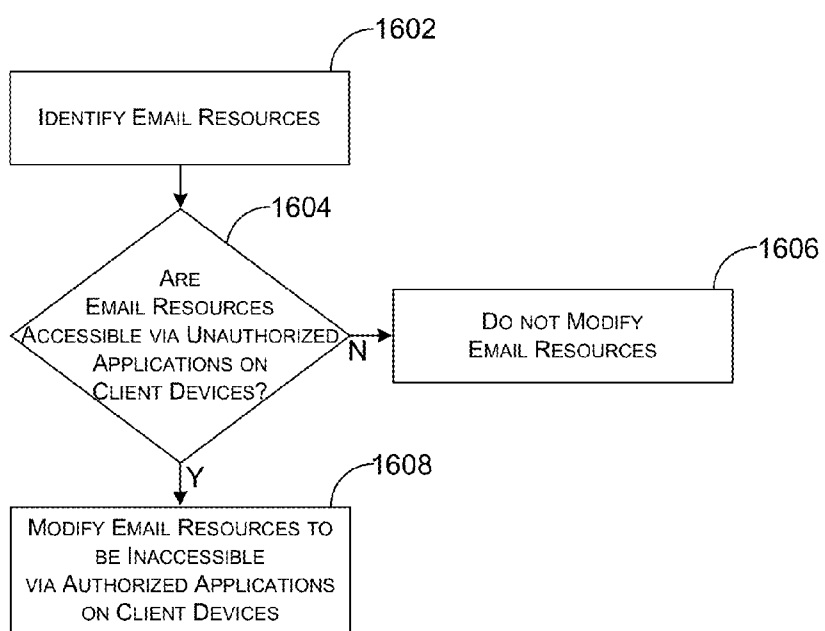 1602
IDENTIFY EMAIL RESOURCES
1604
ARE
EMAIL RESOURCES
ACCESSIBLE VIA UNAUTHORIZED
APPLICATIONS ON
CLIENT DEVICES?
N
1606
DO NOT MODIFY
EMAIL RESOURCES
Y
1608
MODIFY EMAIL RESOURCES TO
BE INACCESSIBLE
VIA AUTHORIZED APPLICATIONS
ON CLIENT DEVICES